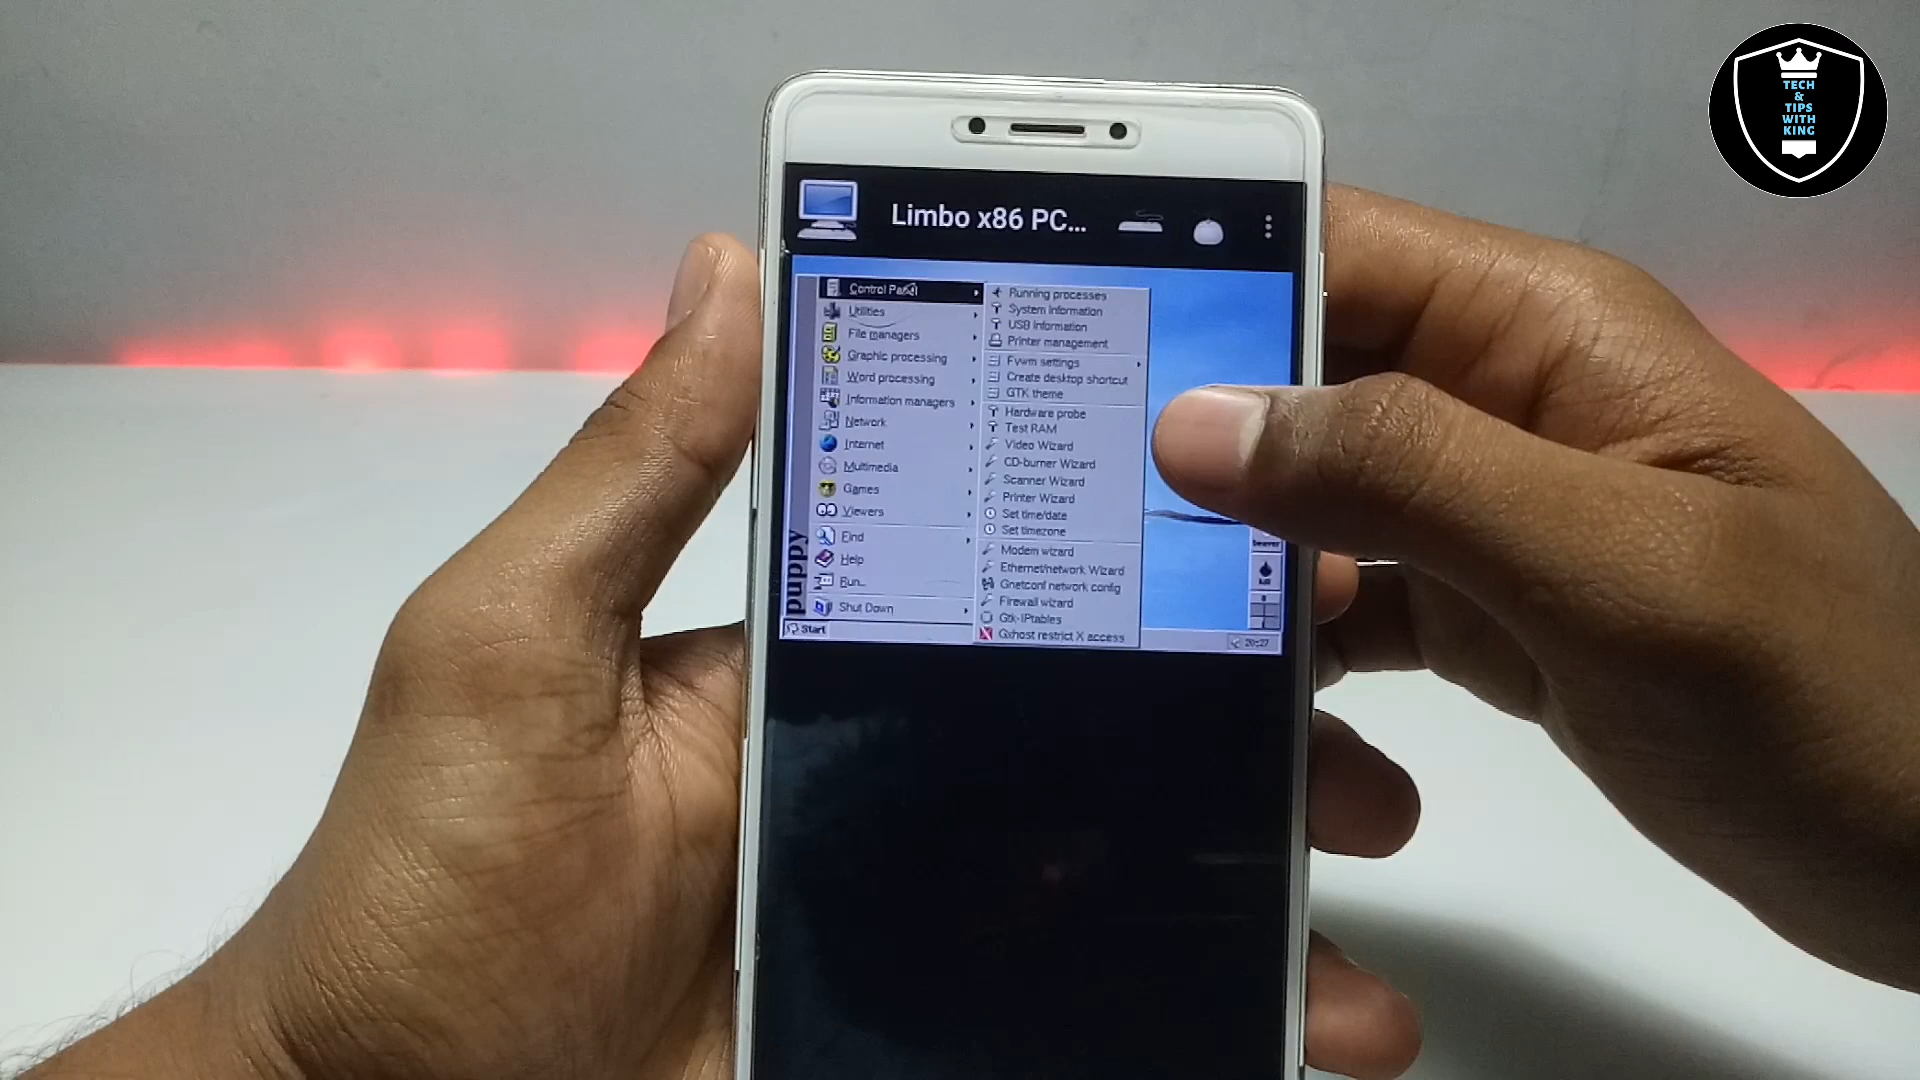 TECH
&
TIPS
WITH
KING
Limbo x86 PC...
Control Panel
Utilities
File managers
Graphic processing
Word processing
Information managers
Network
Internet
Multimedia
Games
Viewers
Find
Help
Run...
Shut Down
puppy
Start
Running processes
System information
USB information
Printer management
Fvwm settings
Create desktop shortcut
GTK theme
Hardware probe
Test RAM
Video Wizard
CD-burner Wizard
Scanner Wizard
Printer Wizard
Set time/date
Set timezone
Modem wizard
Ethernet/network Wizard
Gnetconf network config
Firewall wizard
Gtk-IPtables
Gxhost restrict X access
kill
20:27